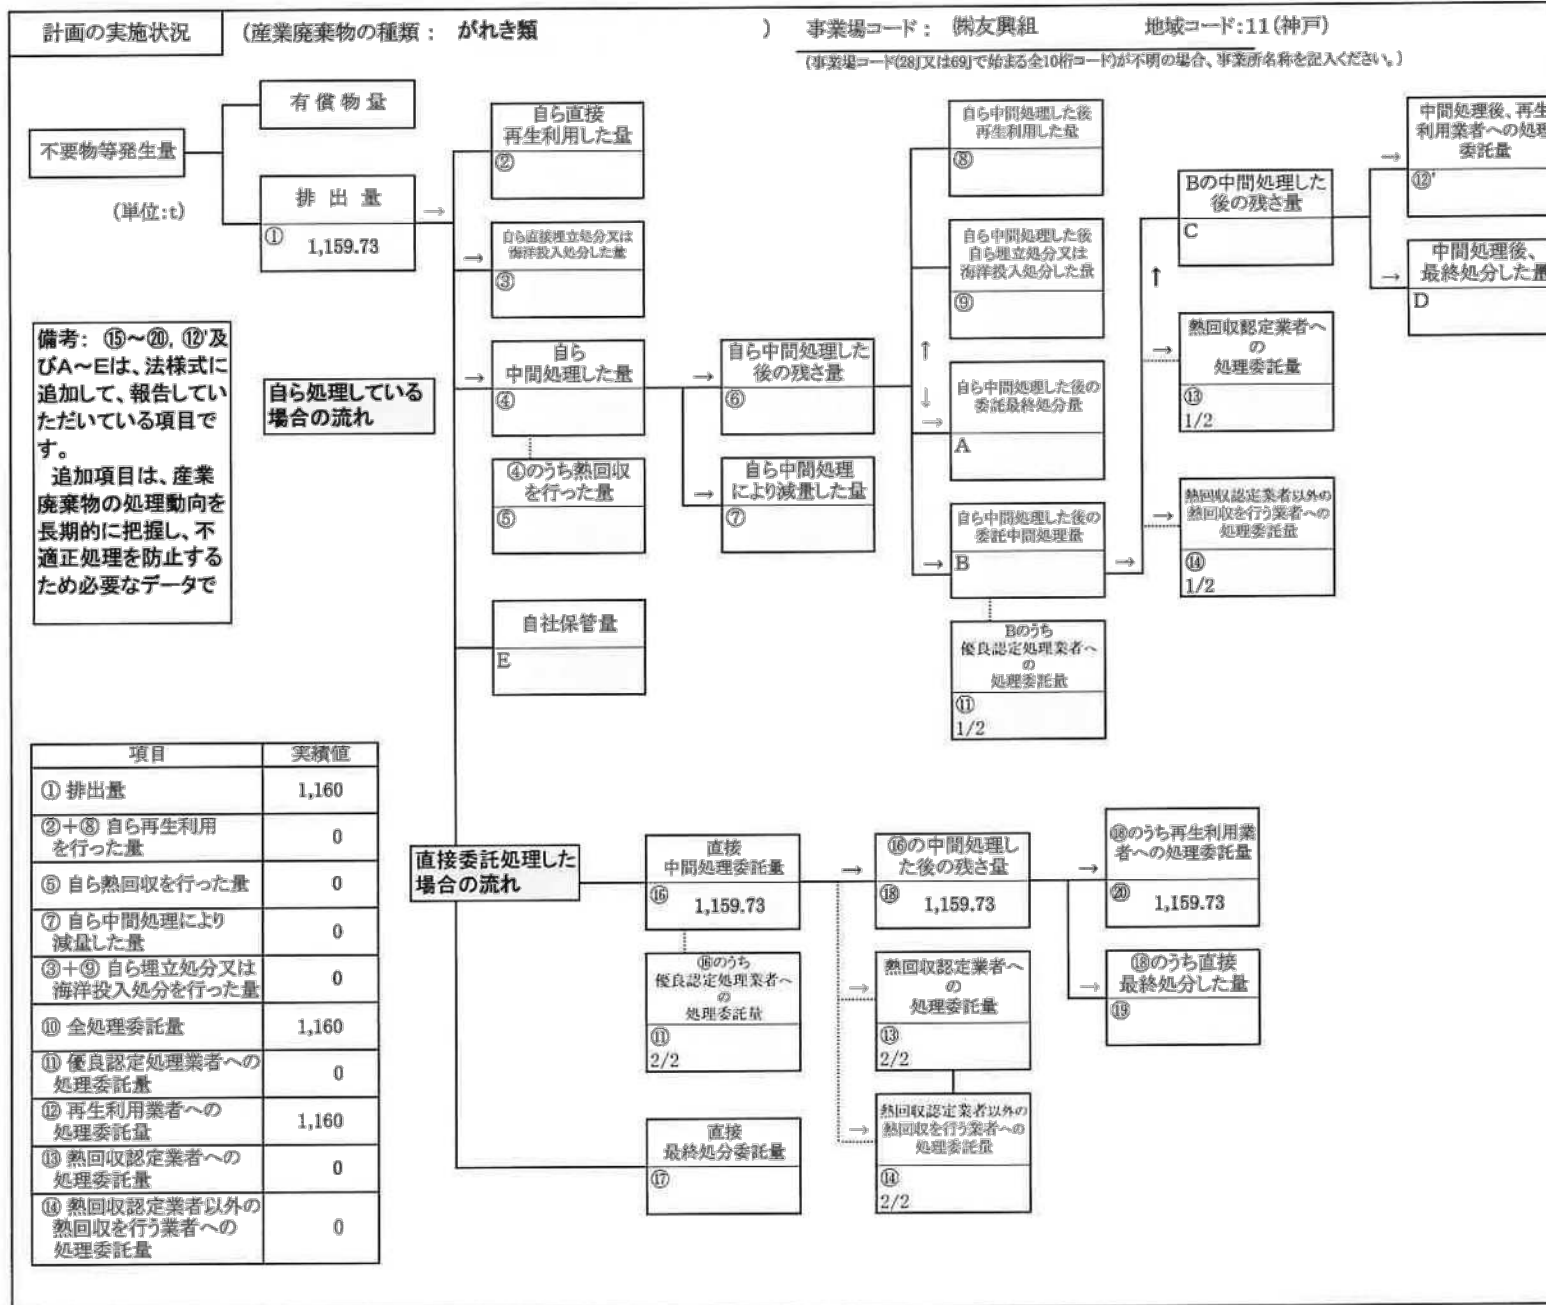 計画の実施状況 (産業廃棄物の種類： がれき類 ) 事業場コード： ㈱友興組 地域コード:11(神戸)
(事業場コード(28｣又は69｣で始まる全10桁コード)が不明の場合、事業所名称を記入ください。)
不要物等発生量
(単位:t)
有償物量
排出量
① 1,159.73
自ら直接
再生利用した量
②
自ら直接埋立処分又は
海洋投入処分した量
③
自ら
中間処理した量
④
④のうち熱回収
を行った量
⑤
自社保管量
E
自ら中間処理した
後の残さ量
⑥
自ら中間処理
により減量した量
⑦
自ら中間処理した後
再生利用した量
⑧
自ら中間処理した後
自ら埋立処分又は
海洋投入処分した量
⑨
自ら中間処理した後の
委託最終処分量
A
自ら中間処理した後の
委託中間処理量
B
Bのうち
優良認定処理業者へ
の
処理委託量
⑪
1/2
Bの中間処理した
後の残さ量
C
熱回収認定業者へ
の
処理委託量
⑬
1/2
熱回収認定業者以外の
熱回収を行う業者への
処理委託量
⑭
1/2
中間処理後、再生
利用業者への処理
委託量
⑫'
中間処理後、
最終処分した量
D
備考： ⑮～⑳, ⑫'及
びA～Eは、法様式に
追加して、報告してい
ただいている項目で
す。
追加項目は、産業
廃棄物の処理動向を
長期的に把握し、不
適正処理を防止する
ため必要なデータで
自ら処理している
場合の流れ
項目 実績値
① 排出量 1,160
②＋⑧ 自ら再生利用
を行った量 0
⑤ 自ら熱回収を行った量 0
⑦ 自ら中間処理により
減量した量 0
③＋⑨ 自ら埋立処分又は
海洋投入処分を行った量 0
⑩ 全処理委託量 1,160
⑪ 優良認定処理業者への
処理委託量 0
⑫ 再生利用業者への
処理委託量 1,160
⑬ 熱回収認定業者への
処理委託量 0
⑭ 熱回収認定業者以外の
熱回収を行う業者への
処理委託量 0
直接委託処理した
場合の流れ
直接
中間処理委託量
⑯ 1,159.73
⑯のうち
優良認定処理業者へ
の
処理委託量
⑪
2/2
直接
最終処分委託量
⑰
⑯の中間処理し
た後の残さ量
⑱ 1,159.73
熱回収認定業者へ
の
処理委託量
⑬
2/2
熱回収認定業者以外の
熱回収を行う業者への
処理委託量
⑭
2/2
⑱のうち再生利用業
者への処理委託量
⑳ 1,159.73
⑱のうち直接
最終処分した量
⑲